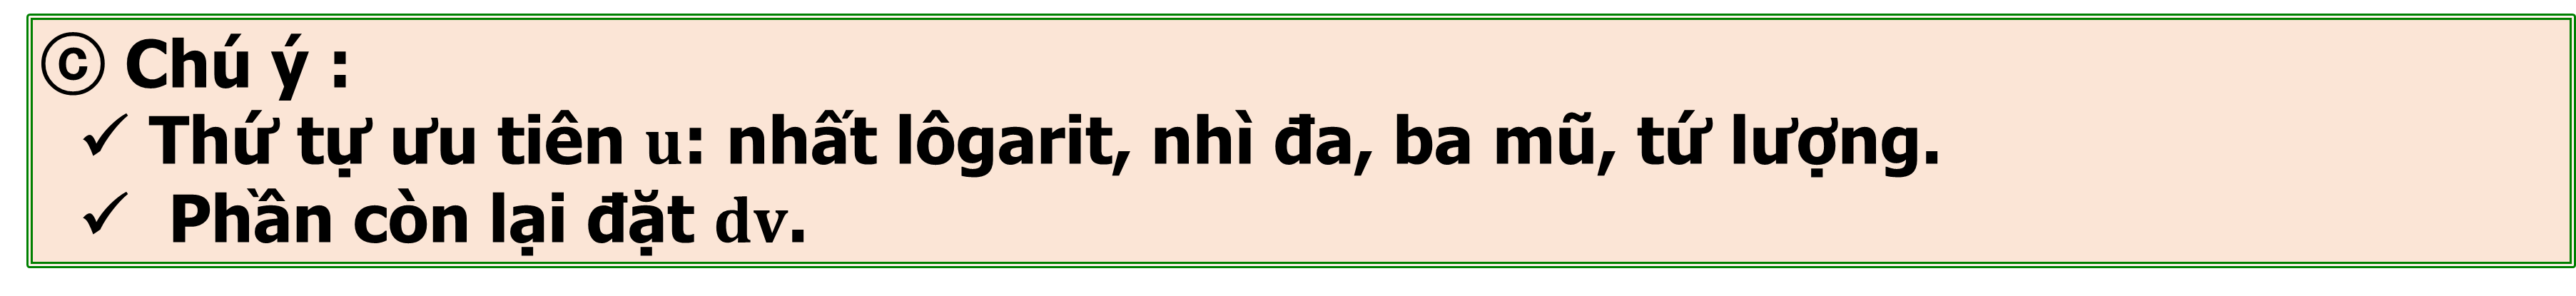 ⓒ Chú ý :
✓ Thứ tự ưu tiên u: nhất lôgarit, nhì đa, ba mũ, tứ lượng.
✓ Phần còn lại đặt dv.